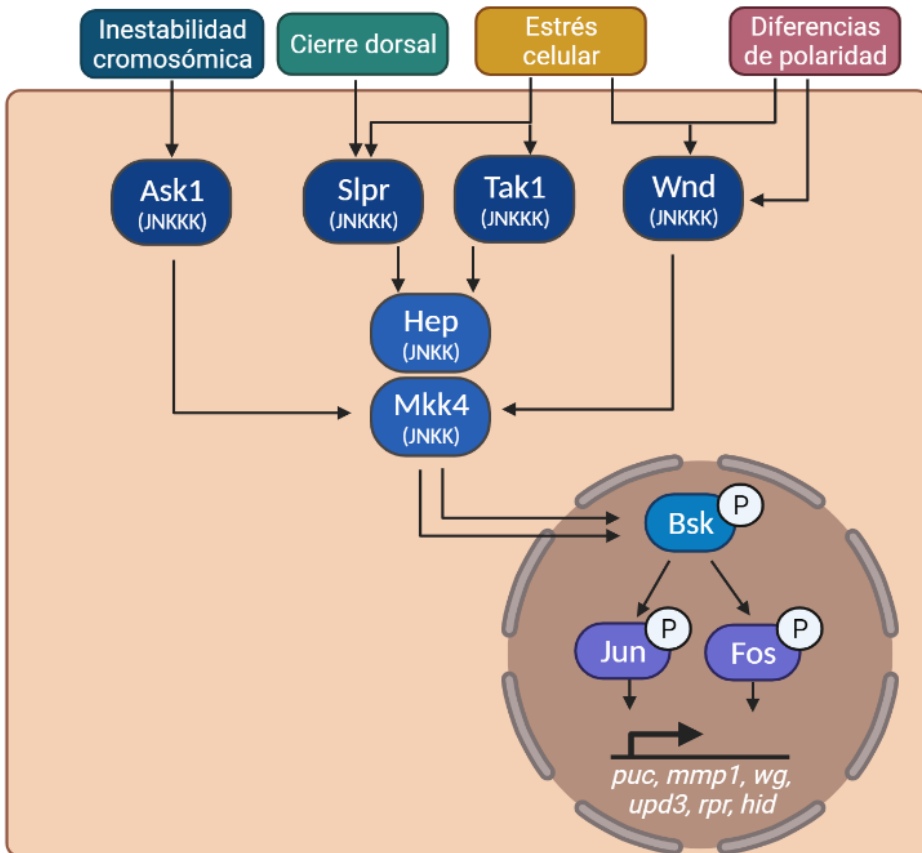 Inestabilidad
cromosómica
Cierre dorsal
Estrés
celular
Diferencias
de polaridad
Ask1
(JNKKK)
Slpr
(JNKKK)
Tak1
(JNKKK)
Wnd
(JNKKK)
Hep
(JNKK)
Mkk4
(JNKK)
Bsk
P
Jun
P
Fos
P
puc, mmp1, wg,
upd3, rpr, hid